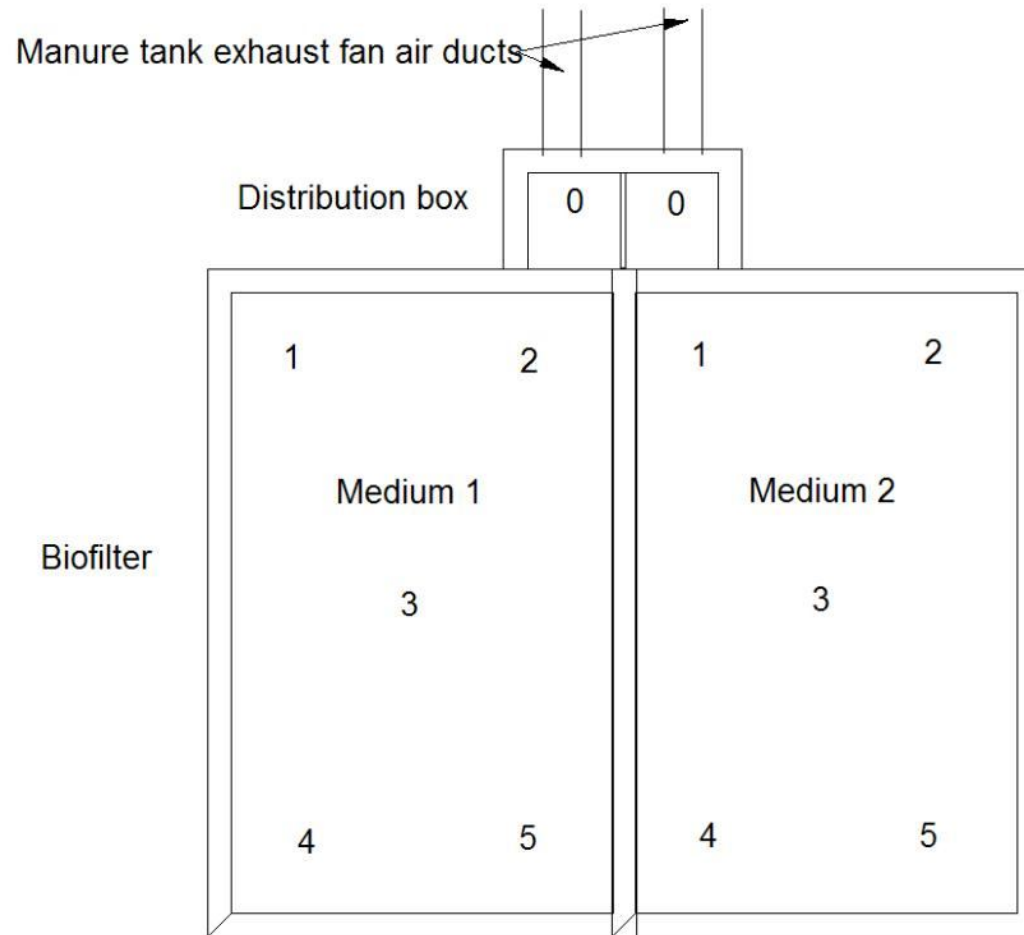 Manure tank exhaust fan air ducts
Distribution box
0 0
1 2 1 2
Medium 1 Medium 2
Biofilter
3 3
4 5 4 5